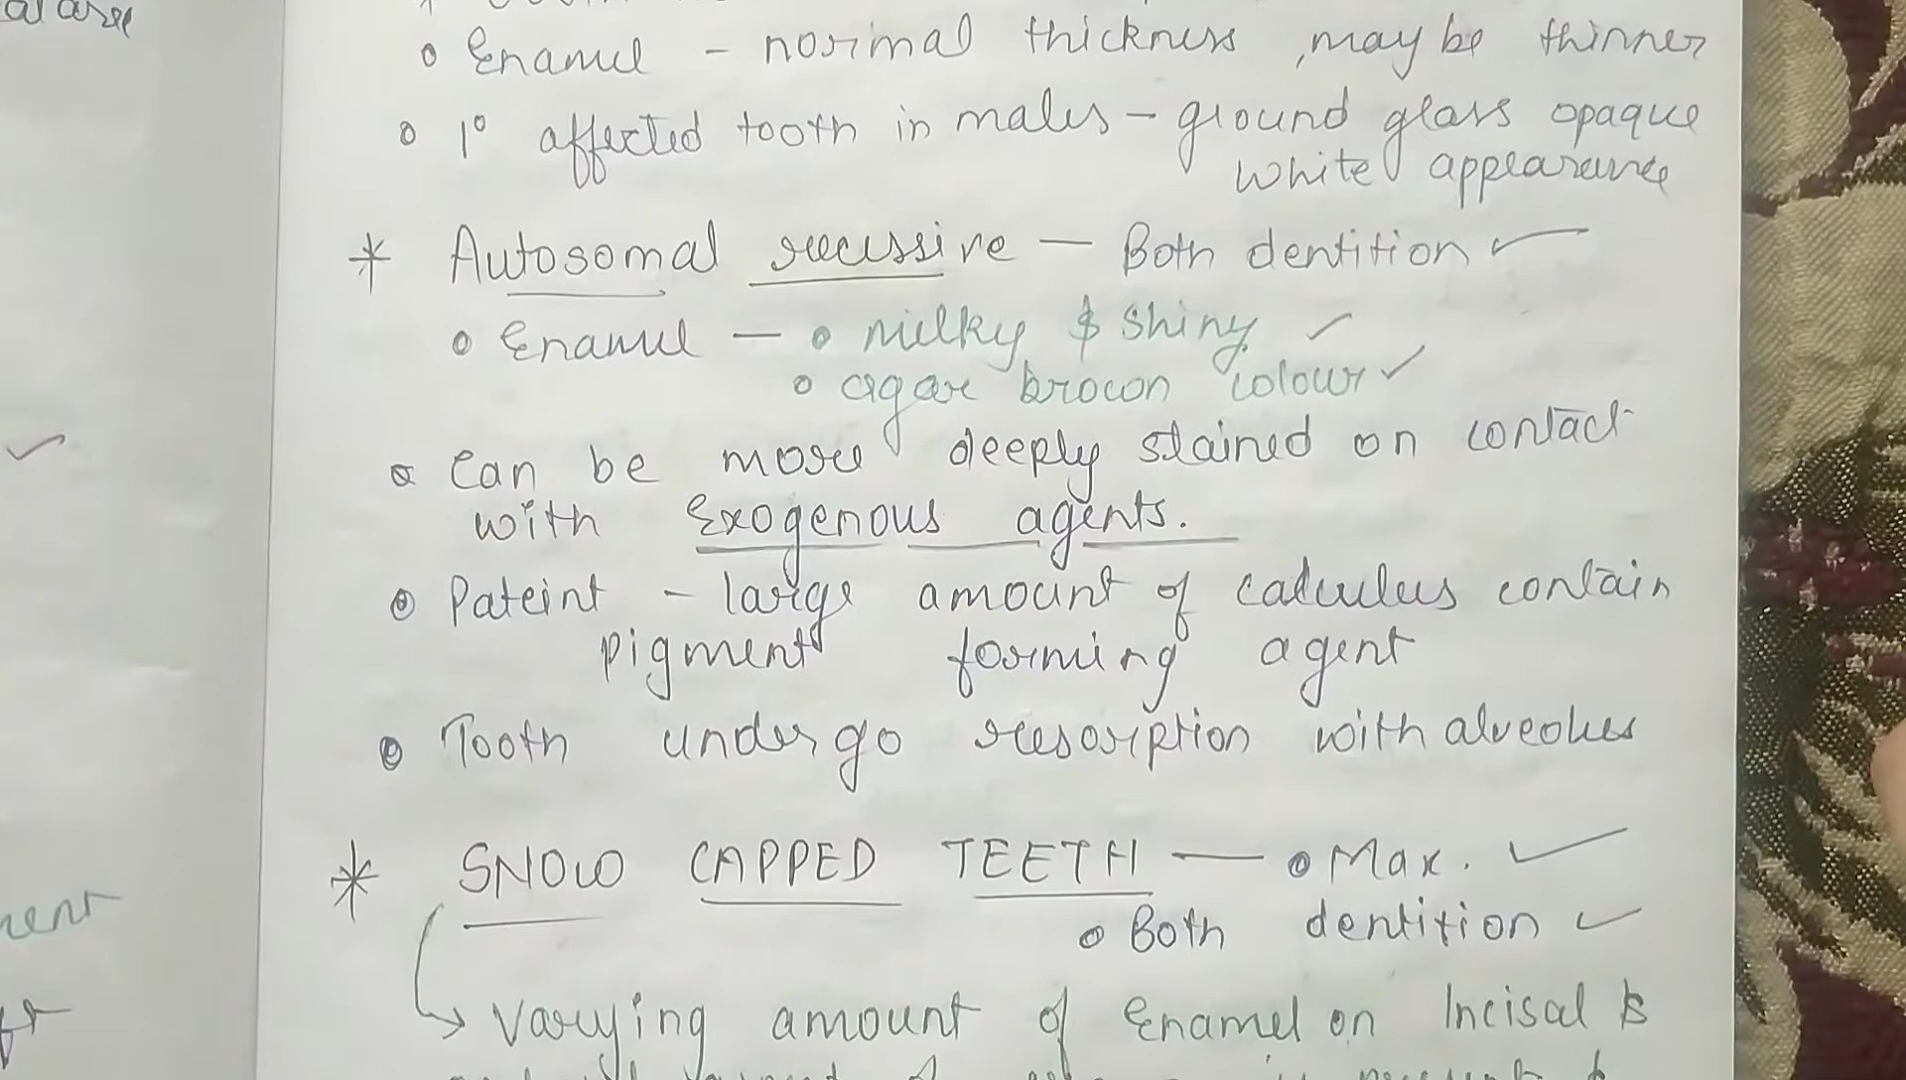 o Enamel - normal thickness, may be thinner
o 1° affected tooth in males - ground glass opaque
white appearance
* Autosomal recessive — Both dentition ✓
o Enamel — o milky & shiny ✓
o agar brown colour ✓
o Can be more deeply stained on contact
with Exogenous agents.
o Pateint - large amount of calculus contain
pigment forming agent
o Tooth undergo resorption with alveolus
* SNOW CAPPED TEETH — o Max. ✓
o Both dentition ✓
↳ Varying amount of Enamel on Incisal &